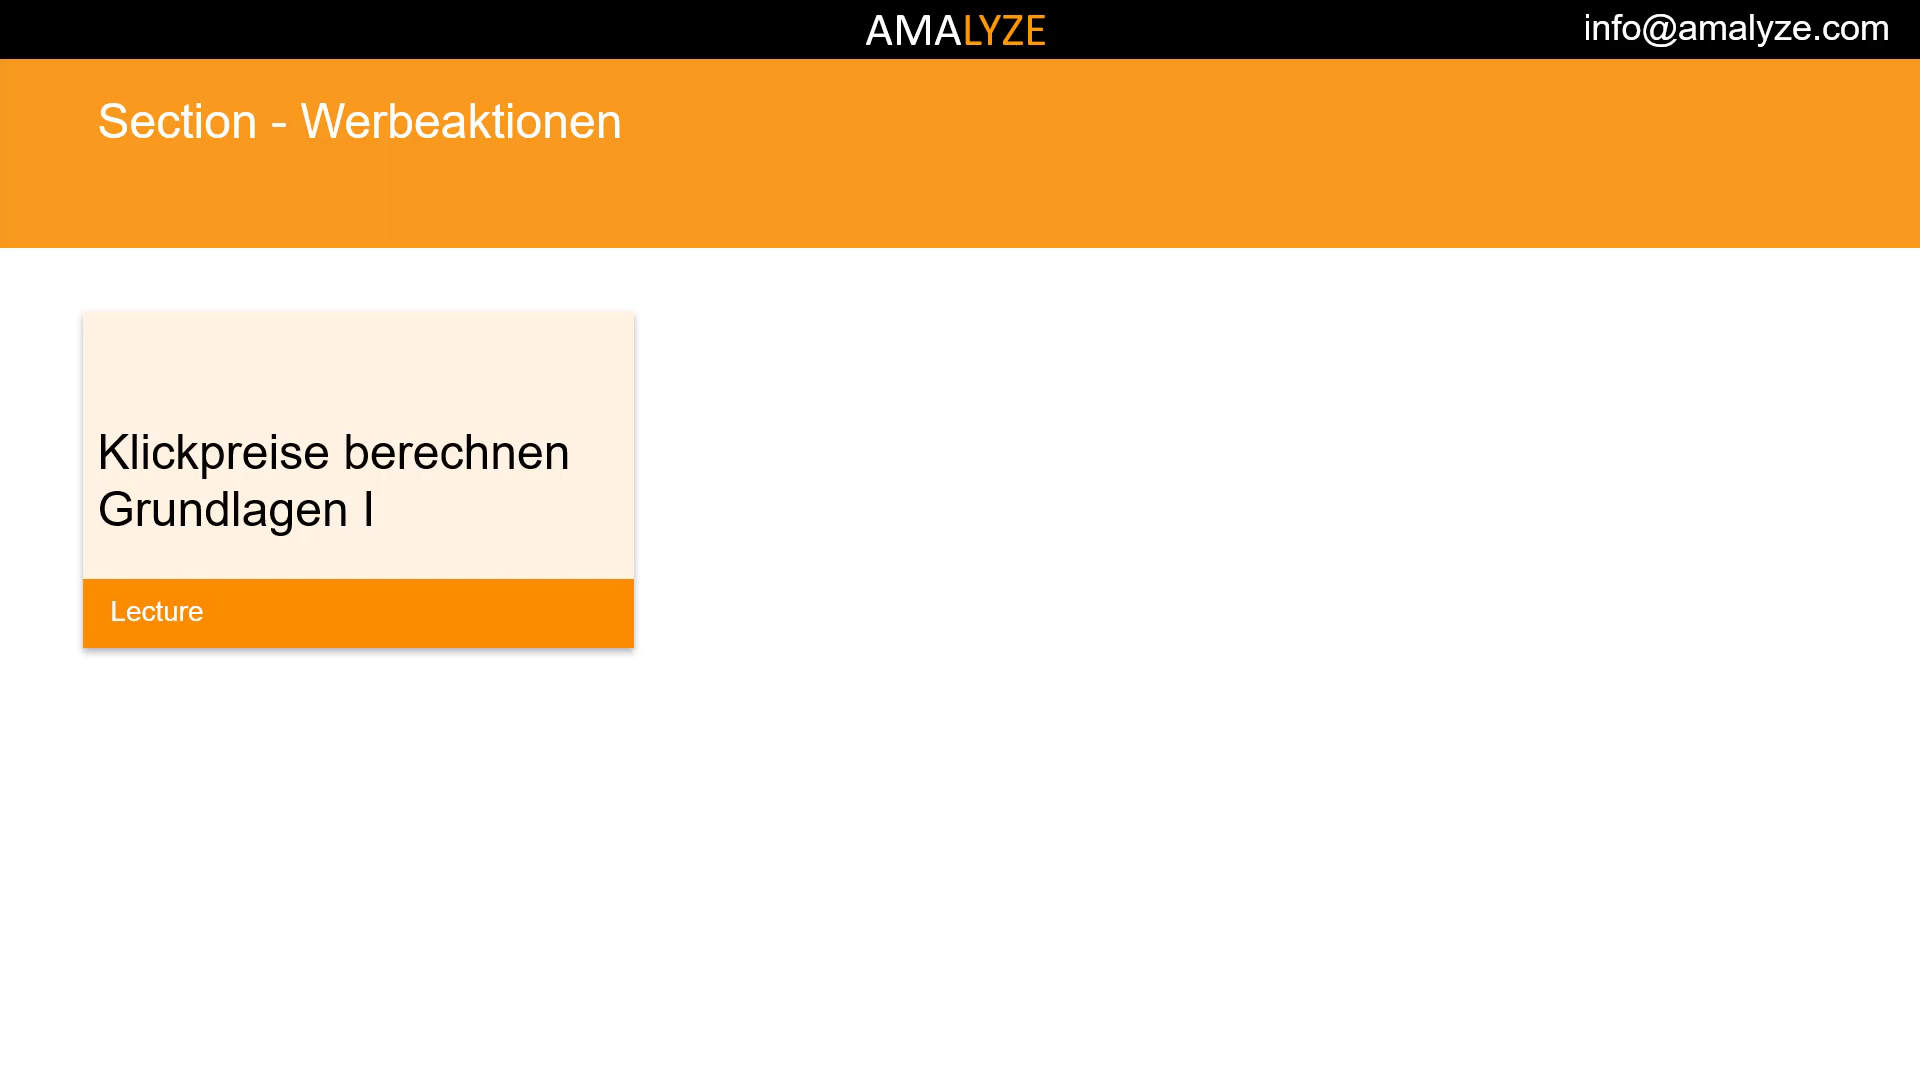 AMALYZE
info@amalyze.com
Section - Werbeaktionen
Klickpreise berechnen
Grundlagen I
Lecture